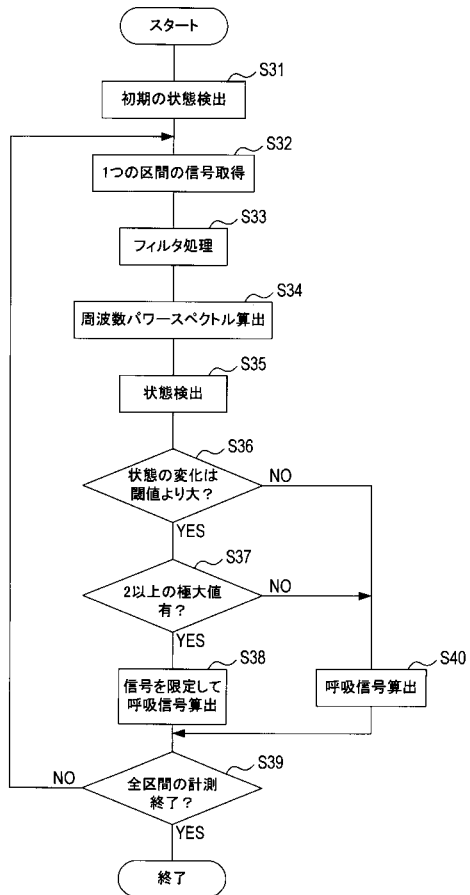 スタート
S31
初期の状態検出
S32
1つの区間の信号取得
S33
フィルタ処理
S34
周波数パワースペクトル算出
S35
状態検出
S36
状態の変化は
閾値より大?
NO
YES
S37
2以上の極大値
有?
NO
YES
S38
信号を限定して
呼吸信号算出
S40
呼吸信号算出
S39
全区間の計測
終了?
NO
YES
終了